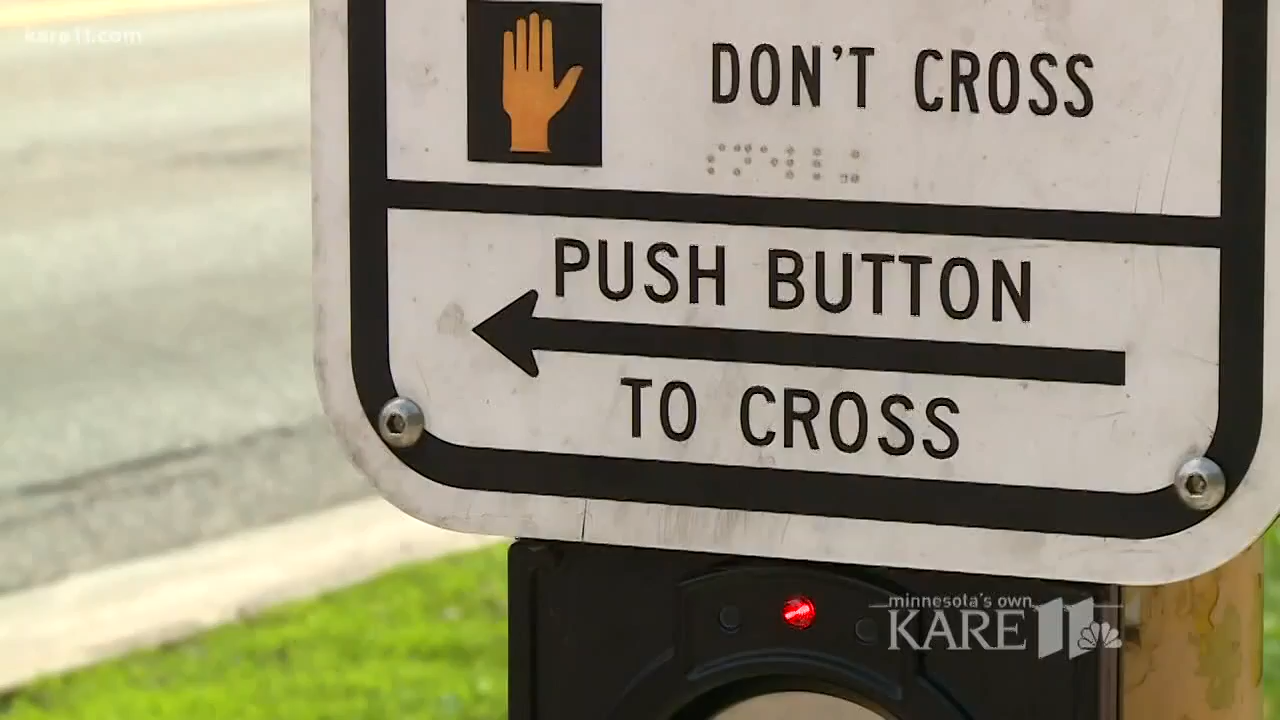 kare11.com
DON'T CROSS
PUSH BUTTON
TO CROSS
minnesota's own
KARE 11